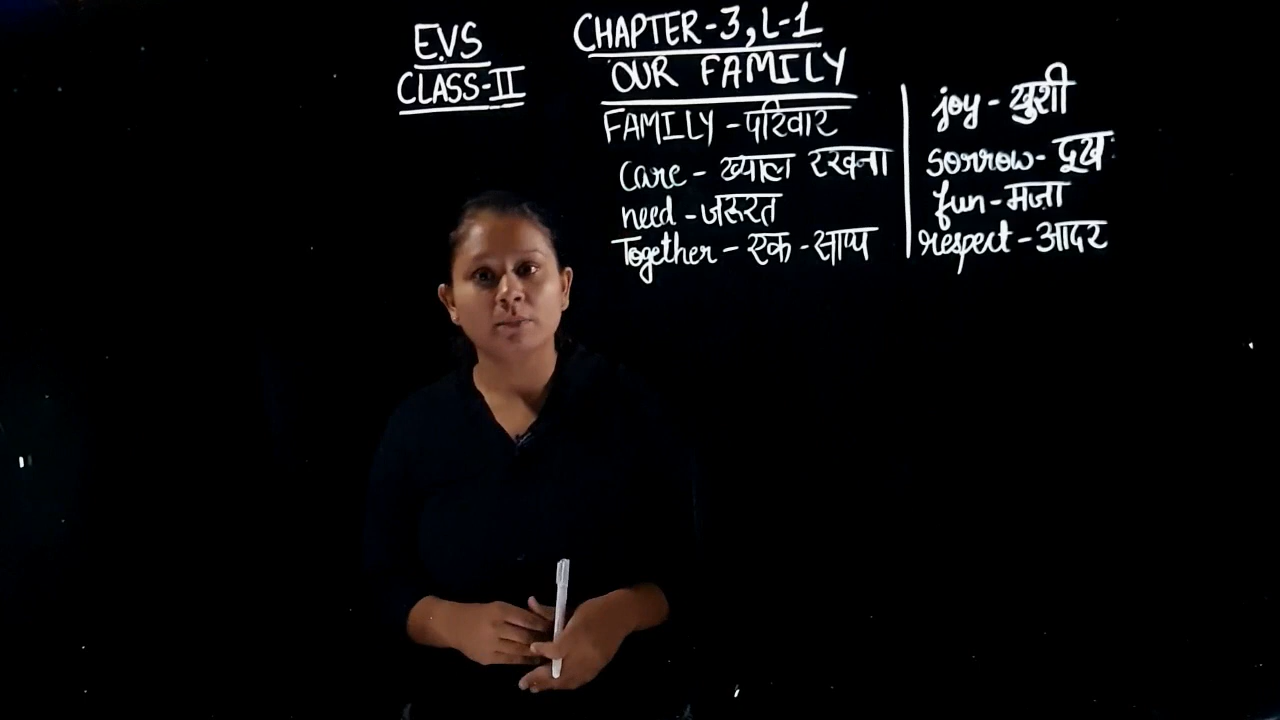 E.VS
CLASS-II
CHAPTER-3, L-1
OUR FAMILY
FAMILY - परिवार
care - ख्याल रखना
need - जरूरत
Together - एक - साथ
joy - खुशी
sorrow - दूख:
fun - मज़ा
respect - आदर